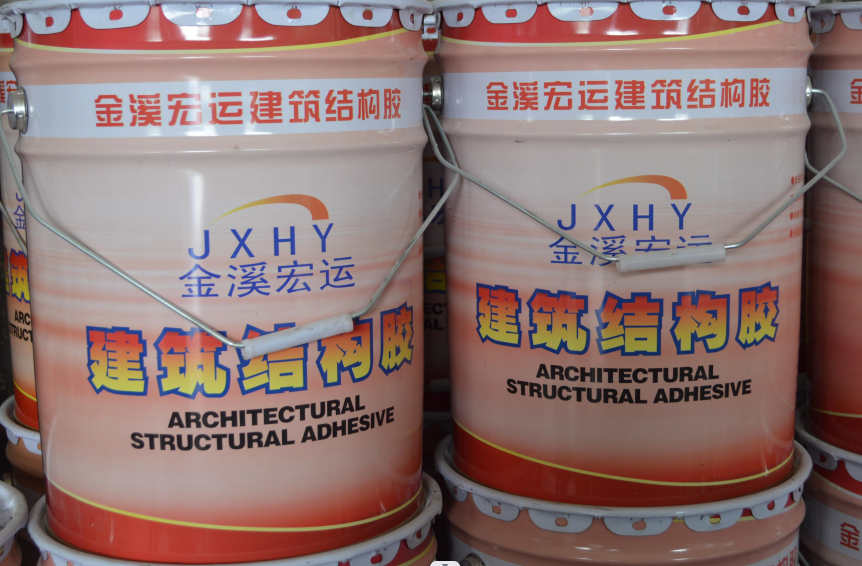 金溪宏运建筑结构胶
JXHY
金溪宏运
建筑结构胶
ARCHITECTURAL
STRUCTURAL ADHESIVE
金溪宏运建筑结构胶
JXHY
金溪宏运
建筑结构胶
ARCHITECTURAL
STRUCTURAL ADHESIVE